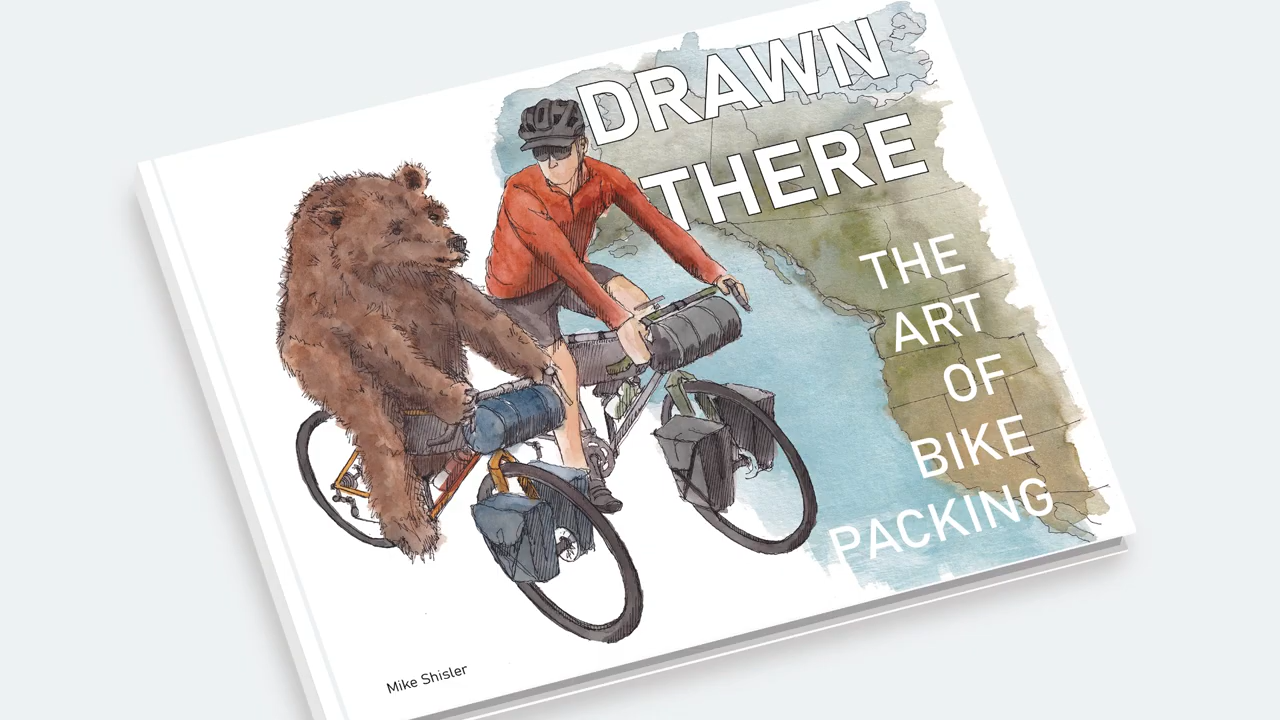 DRAWN
THERE
THE
ART
OF
BIKE
PACKING
Mike Shisler